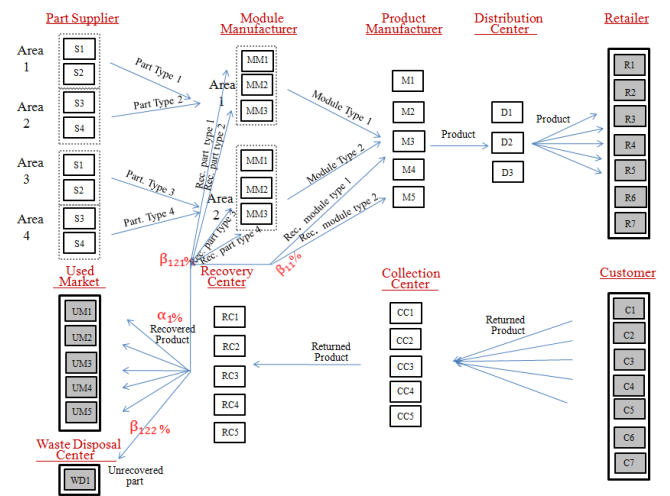 Part Supplier
Module
Manufacturer
Product
Manufacturer
Distribution
Center
Retailer
Area
1
S1
S2
Area
2
S3
S4
Area
3
S1
S2
Area
4
S3
S4
Part Type 1
Part Type 2
Part. Type 3
Part. Type 4
Area
1
MM1
MM2
MM3
Area
2
MM1
MM2
MM3
Rec. part type 1
Rec. part type 2
Rec. part type 3
Rec. part type 4
Module Type 1
Module Type 2
Rec. module type 1
Rec. module type 2
M1
M2
M3
M4
M5
Product
D1
D2
D3
Product
R1
R2
R3
R4
R5
R6
R7
β121%
β11%
Used
Market
Recovery
Center
Collection
Center
Customer
UM1
UM2
UM3
UM4
UM5
α1%
Recovered
Product
β122 %
RC1
RC2
RC3
RC4
RC5
Returned
Product
CC1
CC2
CC3
CC4
CC5
Returned
Product
C1
C2
C3
C4
C5
C6
C7
Waste Disposal
Center
WD1
Unrecovered
part